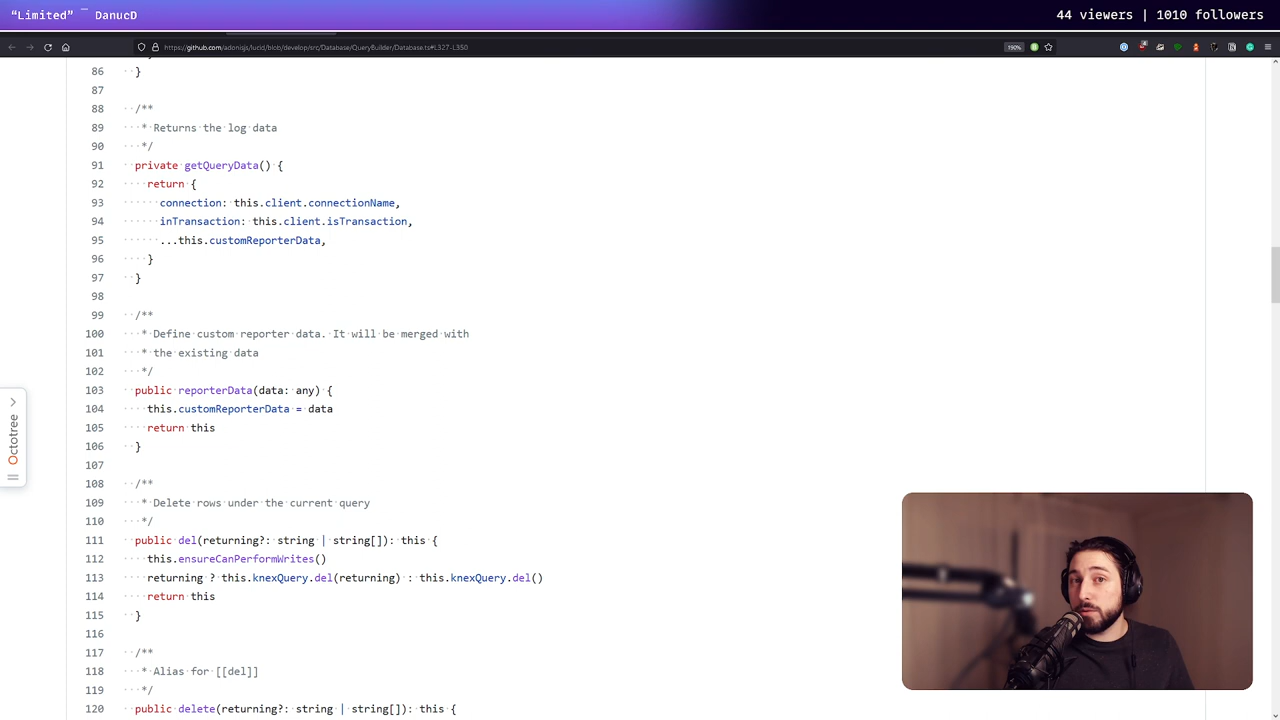 “Limited” ‾ DanucD
44 viewers | 1010 followers
https://github.com/adonisjs/lucid/blob/develop/src/Database/QueryBuilder/Database.ts#L327-L350
190%
86 }
87
88 /**
89 * Returns the log data
90 */
91 private getQueryData() {
92 return {
93 connection: this.client.connectionName,
94 inTransaction: this.client.isTransaction,
95 ...this.customReporterData,
96 }
97 }
98
99 /**
100 * Define custom reporter data. It will be merged with
101 * the existing data
102 */
103 public reporterData(data: any) {
104 this.customReporterData = data
105 return this
106 }
107
108 /**
109 * Delete rows under the current query
110 */
111 public del(returning?: string | string[]): this {
112 this.ensureCanPerformWrites()
113 returning ? this.knexQuery.del(returning) : this.knexQuery.del()
114 return this
115 }
116
117 /**
118 * Alias for [[del]]
119 */
120 public delete(returning?: string | string[]): this {
Octotree